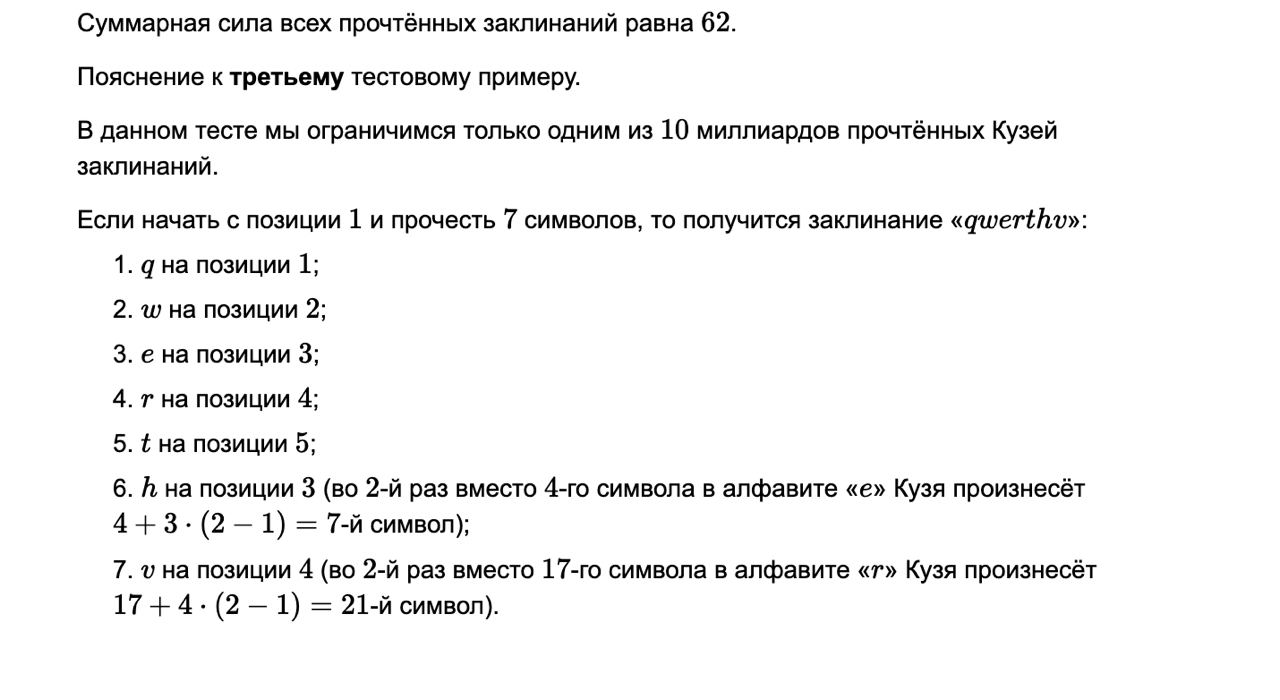 Суммарная сила всех прочтённых заклинаний равна 62.
Пояснение к третьему тестовому примеру.
В данном тесте мы ограничимся только одним из 10 миллиардов прочтённых Кузей
заклинаний.
Если начать с позиции 1 и прочесть 7 символов, то получится заклинание «qwerthv»:
1. q на позиции 1;
2. w на позиции 2;
3. e на позиции 3;
4. r на позиции 4;
5. t на позиции 5;
6. h на позиции 3 (во 2-й раз вместо 4-го символа в алфавите «e» Кузя произнесёт
4 + 3 · (2 − 1) = 7-й символ);
7. v на позиции 4 (во 2-й раз вместо 17-го символа в алфавите «r» Кузя произнесёт
17 + 4 · (2 − 1) = 21-й символ).